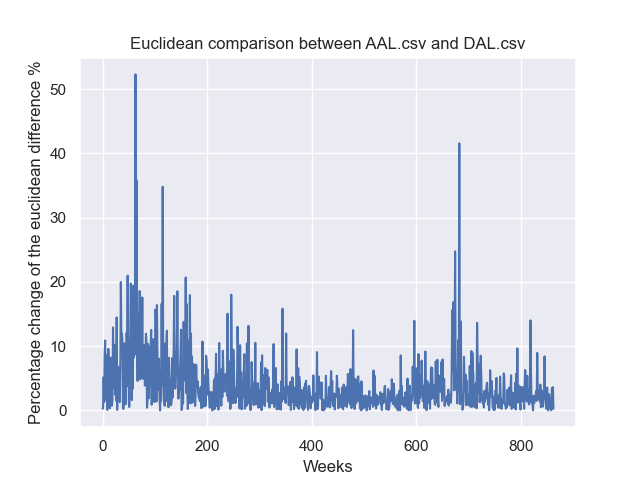 Euclidean comparison between AAL.csv and DAL.csv
Percentage change of the euclidean difference %
50
40
30
20
10
0
0 200 400 600 800
Weeks